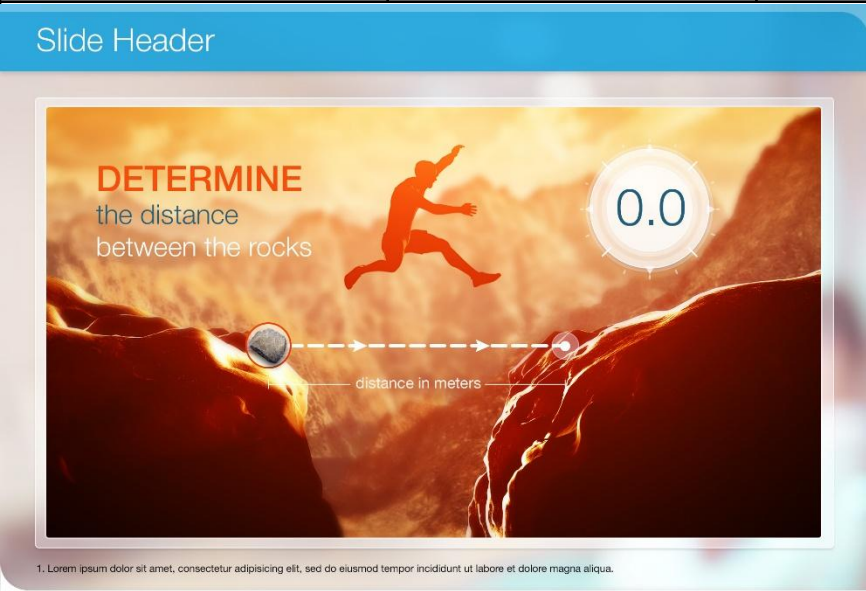 Slide Header
DETERMINE
the distance
between the rocks
0.0
distance in meters
1. Lorem ipsum dolor sit amet, consectetur adipisicing elit, sed do eiusmod tempor incididunt ut labore et dolore magna aliqua.